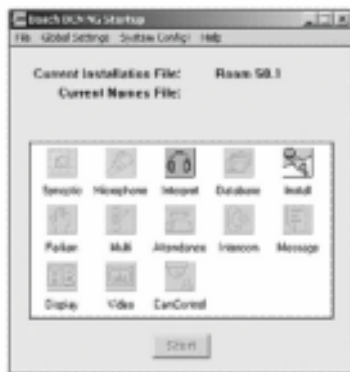 Bosch DCN NG Startup
File Global Settings System Config! Help
Current Installation File: Room 50.1
Current Names File:
Synoptic Microphone Interpret Database Install
Parliam Multi Attendance Intercom Message
Display Video CamControl
Start